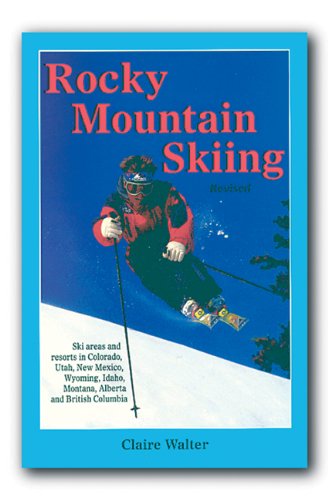 Rocky
Mountain
Skiing
Revised
Ski areas and
resorts in Colorado,
Utah, New Mexico,
Wyoming, Idaho,
Montana, Alberta
and British Columbia
Claire Walter